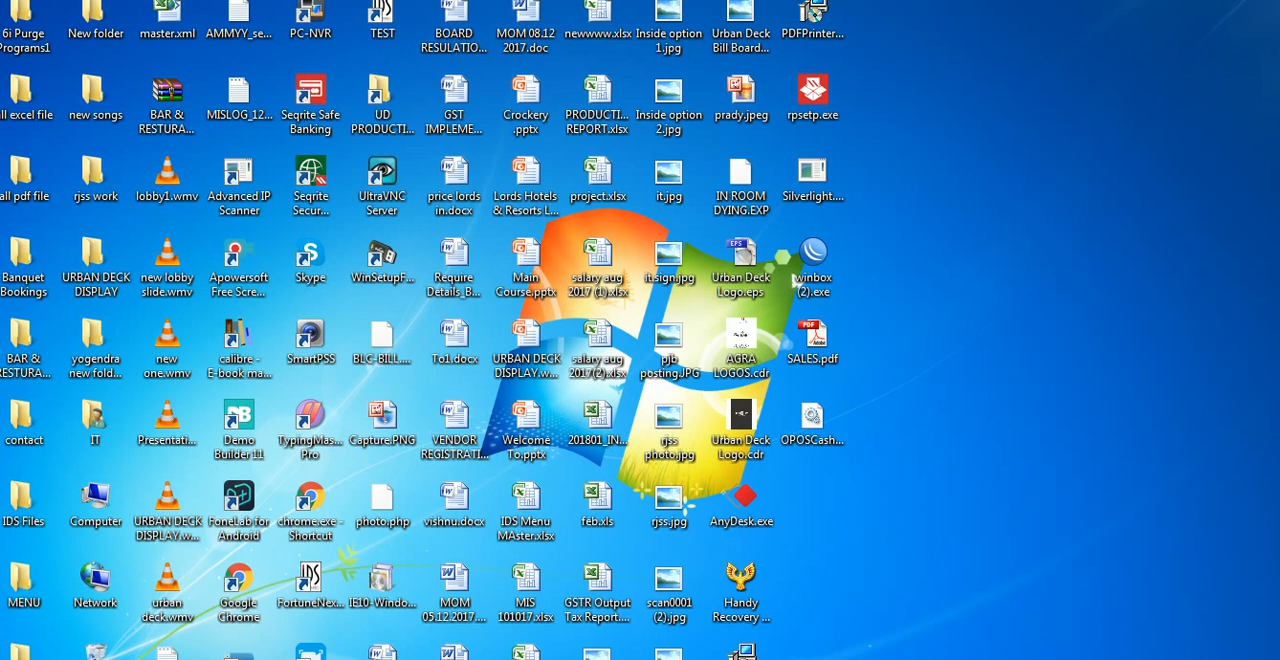 6i Purge
Programs1
New folder
master.xml
AMMYY_se...
PC-NVR
TEST
BOARD
RESULATIO...
MOM 08.12
2017.doc
newwww.xlsx
Inside option
1.jpg
Urban Deck
Bill Board...
PDFPrinter...
ll excel file
new songs
BAR &
RESTURA...
MISLOG_12...
Seqrite Safe
Banking
UD
PRODUCTI...
GST
IMPLEME...
Crockery
.pptx
PRODUCTI...
REPORT.xlsx
Inside option
2.jpg
prady.jpeg
rpsetp.exe
all pdf file
rjss work
lobby1.wmv
Advanced IP
Scanner
Seqrite
Secur...
UltraVNC
Server
price lords
in.docx
Lords Hotels
& Resorts L...
project.xlsx
it.jpg
IN ROOM
DYING.EXP
Silverlight....
Banquet
Bookings
URBAN DECK
DISPLAY
new lobby
slide.wmv
Apowersoft
Free Scre...
Skype
WinSetupF...
Require
Details_B...
Main
Course.pptx
salary aug
2017 (1).xlsx
it.sign.jpg
EPS
Urban Deck
Logo.eps
winbox
(2).exe
BAR &
RESTURA...
yogendra
new fold...
new
one.wmv
calibre -
E-book ma...
SmartPSS
BLC-BILL....
To1.docx
URBAN DECK
DISPLAY.w...
salary aug
2017(2).xlsx
pjb
posting.JPG
AGRA
LOGOS.cdr
PDF
SALES.pdf
contact
IT
Presentati...
DB
Demo
Builder 11
TypingMas...
Pro
Capture.PNG
VENDOR
REGISTRATI...
Welcome
To.pptx
201801_IN...
rjss
photo.jpg
Urban Deck
Logo.cdr
OPOSCash...
IDS Files
Computer
URBAN DECK
DISPLAY.w...
FoneLab for
Android
chrome.exe -
Shortcut
photo.php
vishnu.docx
IDS Menu
MAster.xlsx
feb.xls
rjss.jpg
AnyDesk.exe
MENU
Network
urban
deck.wmv
Google
Chrome
IDS
FortuneNex...
IE10-Windo...
MOM
05.12.2017....
MIS
101017.xlsx
GSTR Output
Tax Report....
scan0001
(2).jpg
Handy
Recovery ...